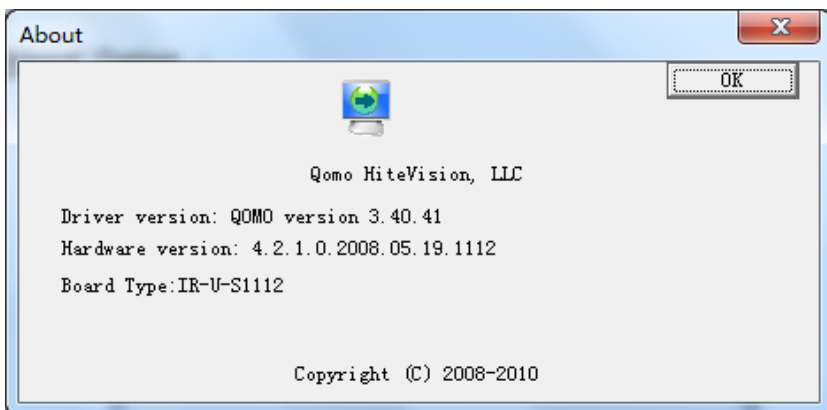 About
OK
Qomo HiteVision, LLC
Driver version: QOMO version 3.40.41
Hardware version: 4.2.1.0.2008.05.19.1112
Board Type:IR-U-S1112
Copyright (C) 2008-2010